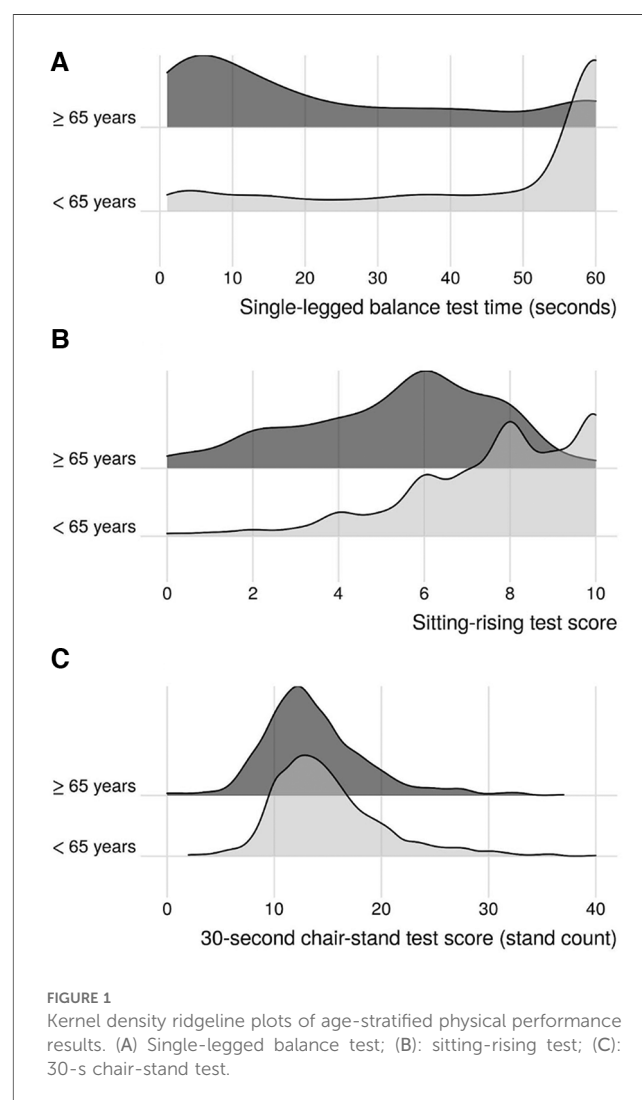 A
≥ 65 years
< 65 years
0 10 20 30 40 50 60
Single-legged balance test time (seconds)
B
≥ 65 years
< 65 years
0 2 4 6 8 10
Sitting-rising test score
C
≥ 65 years
< 65 years
0 10 20 30 40
30-second chair-stand test score (stand count)
FIGURE 1
Kernel density ridgeline plots of age-stratified physical performance
results. (A) Single-legged balance test; (B): sitting-rising test; (C):
30-s chair-stand test.